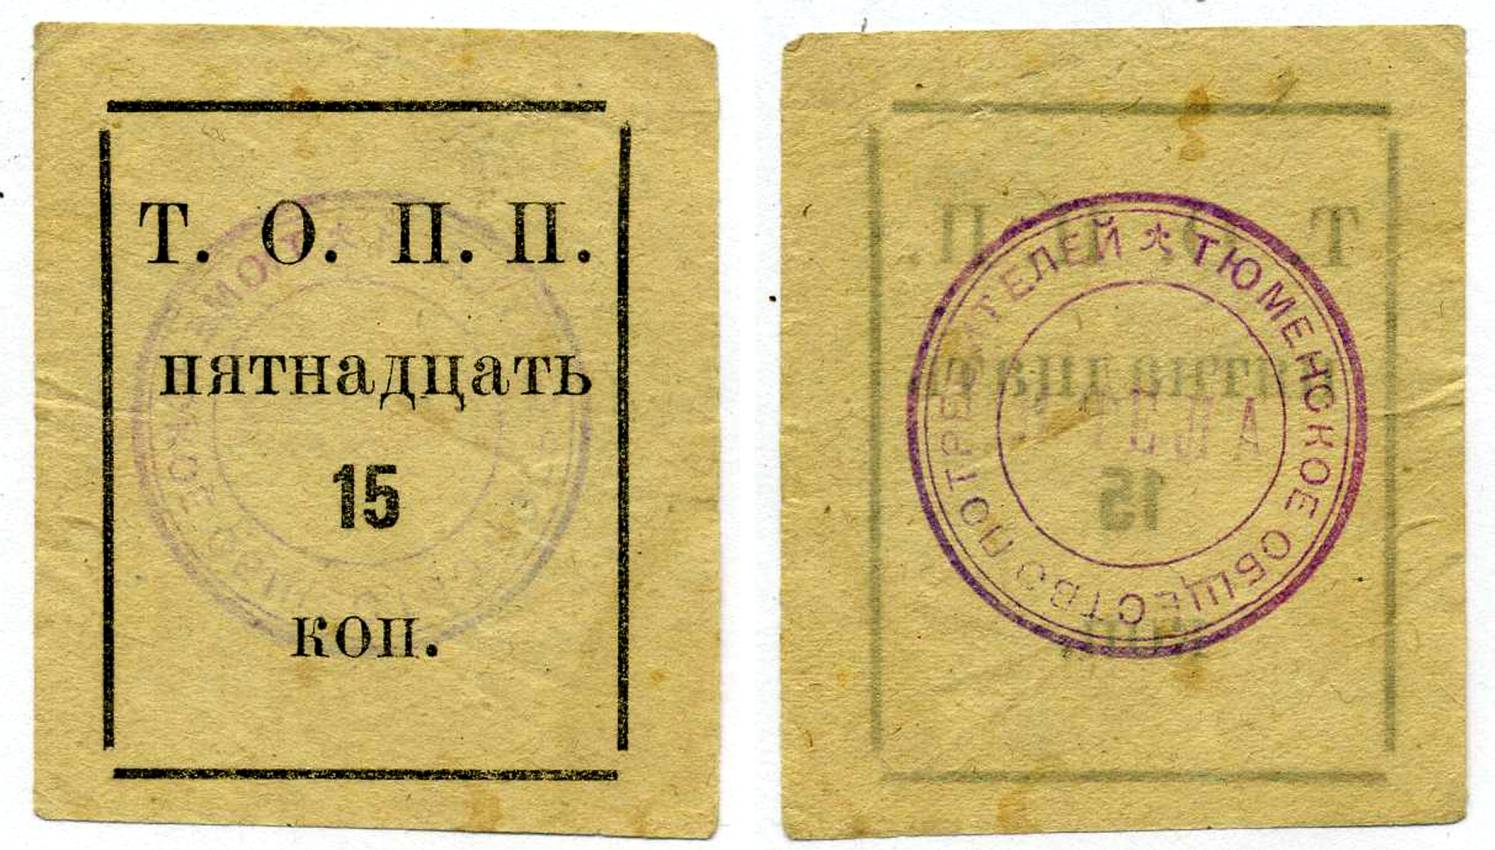 Т. О. П. П.
пятнадцать
15
коп.
ТЮМЕНСКОЕ ОБЩЕСТВО ПОТРЕБИТЕЛЕЙ *